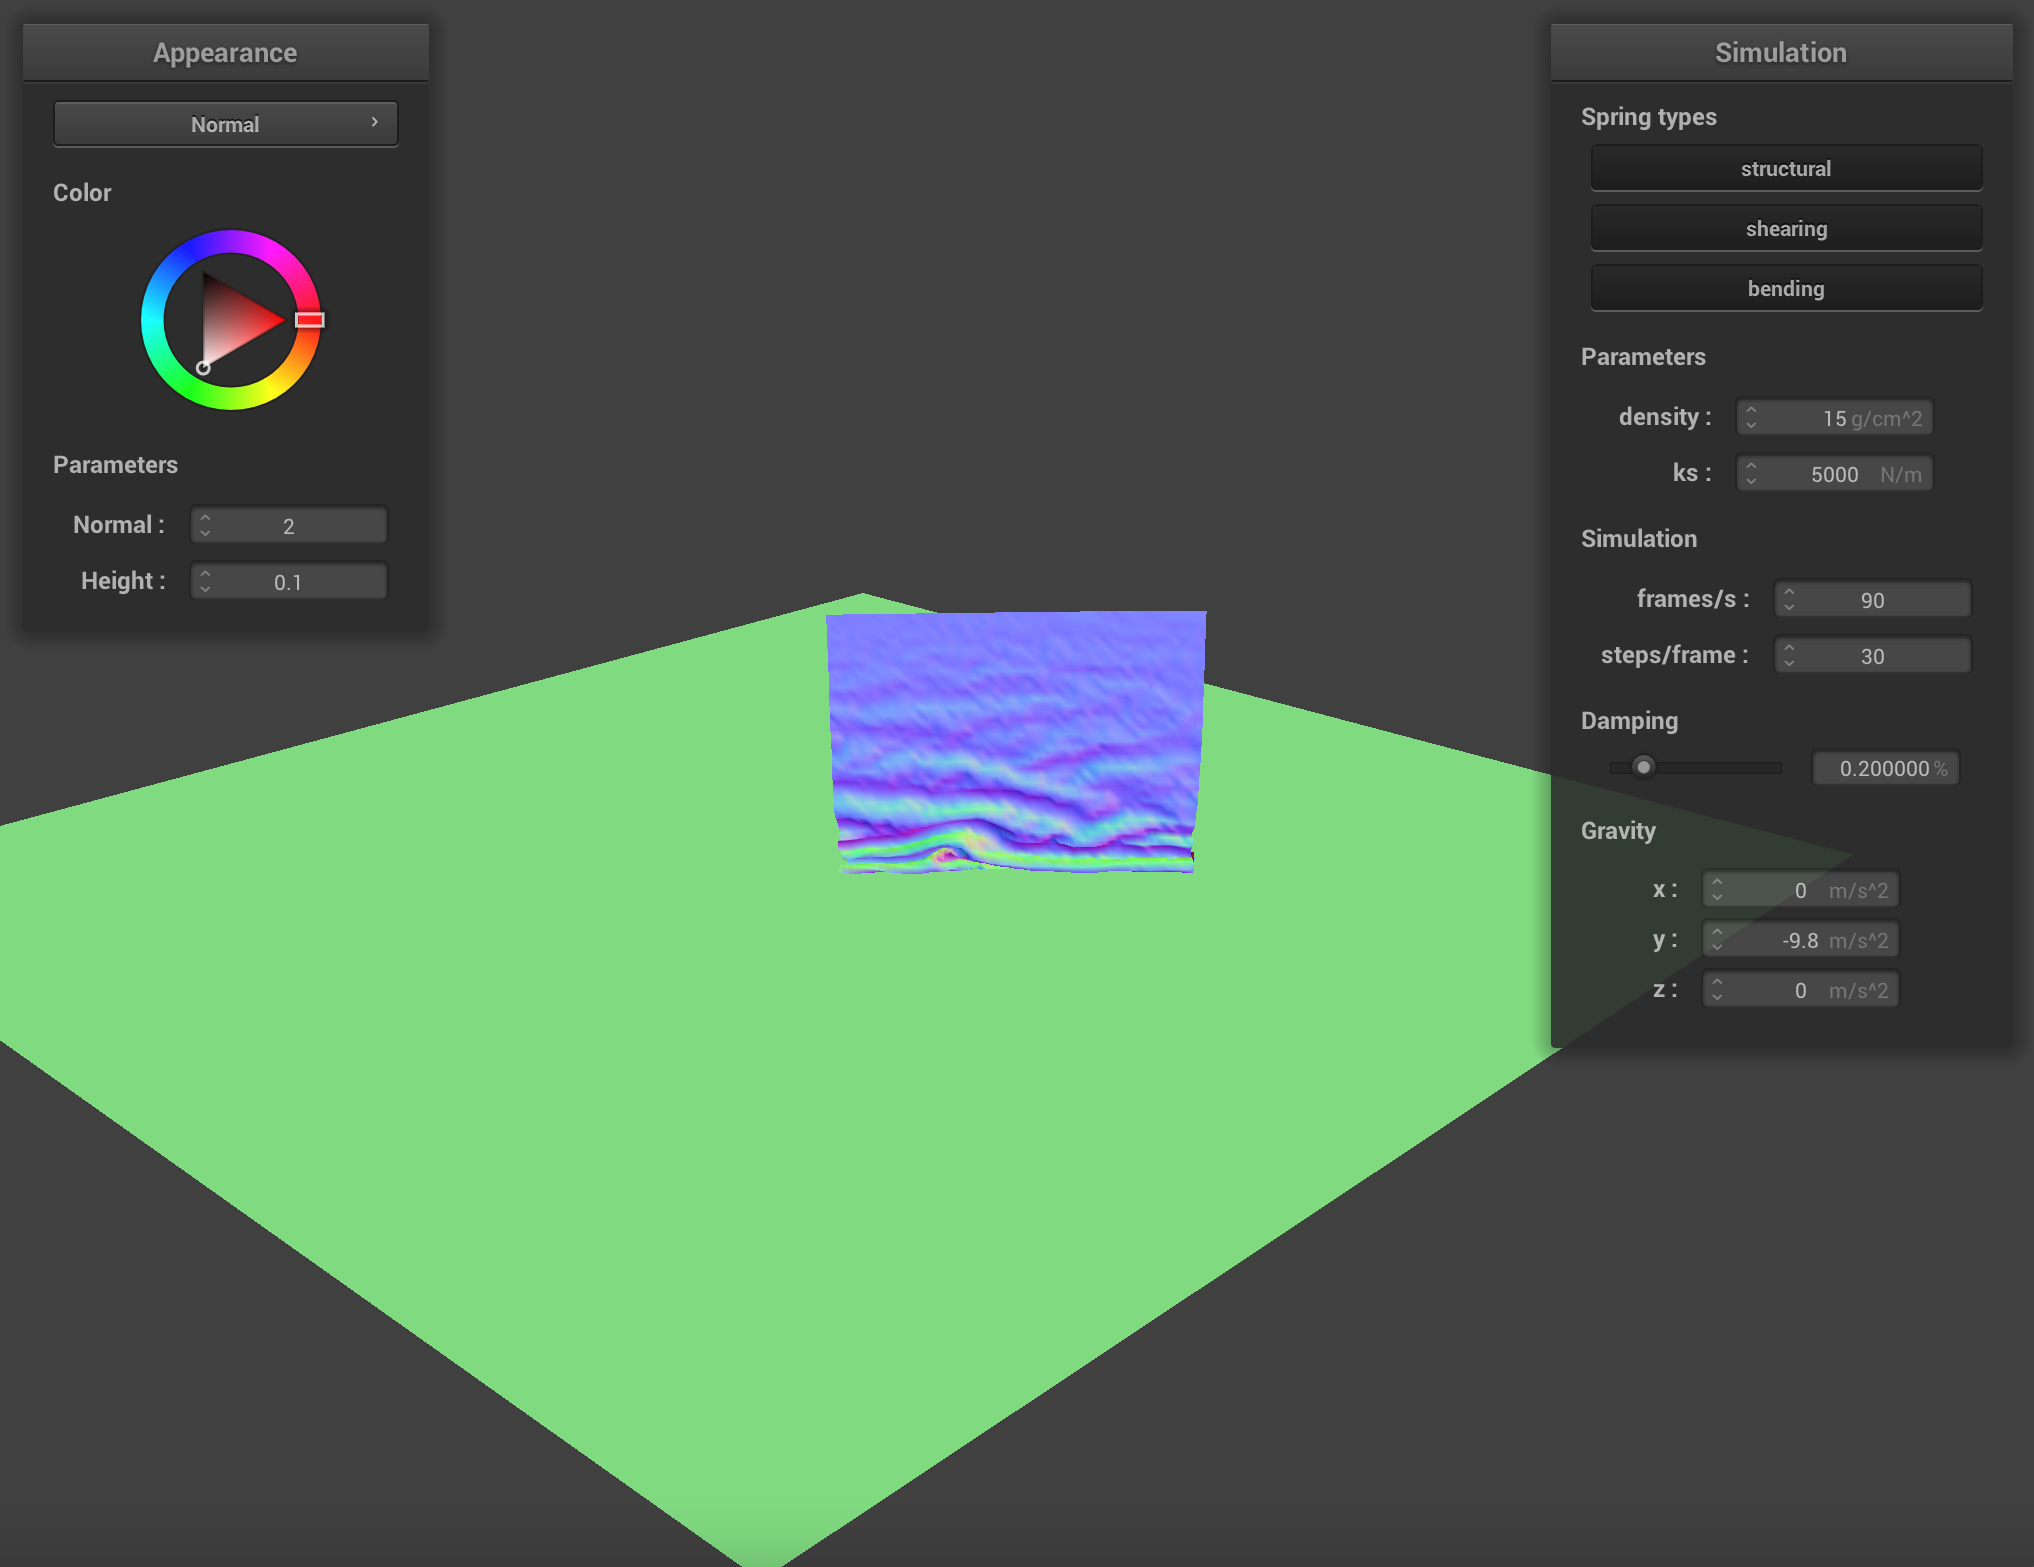 Appearance
Normal
Color
Parameters
Normal :
2
Height :
0.1
Simulation
Spring types
structural
shearing
bending
Parameters
density :
15 g/cm^2
ks :
5000 N/m
Simulation
frames/s :
90
steps/frame :
30
Damping
0.200000 %
Gravity
x :
0 m/s^2
y :
-9.8 m/s^2
z :
0 m/s^2